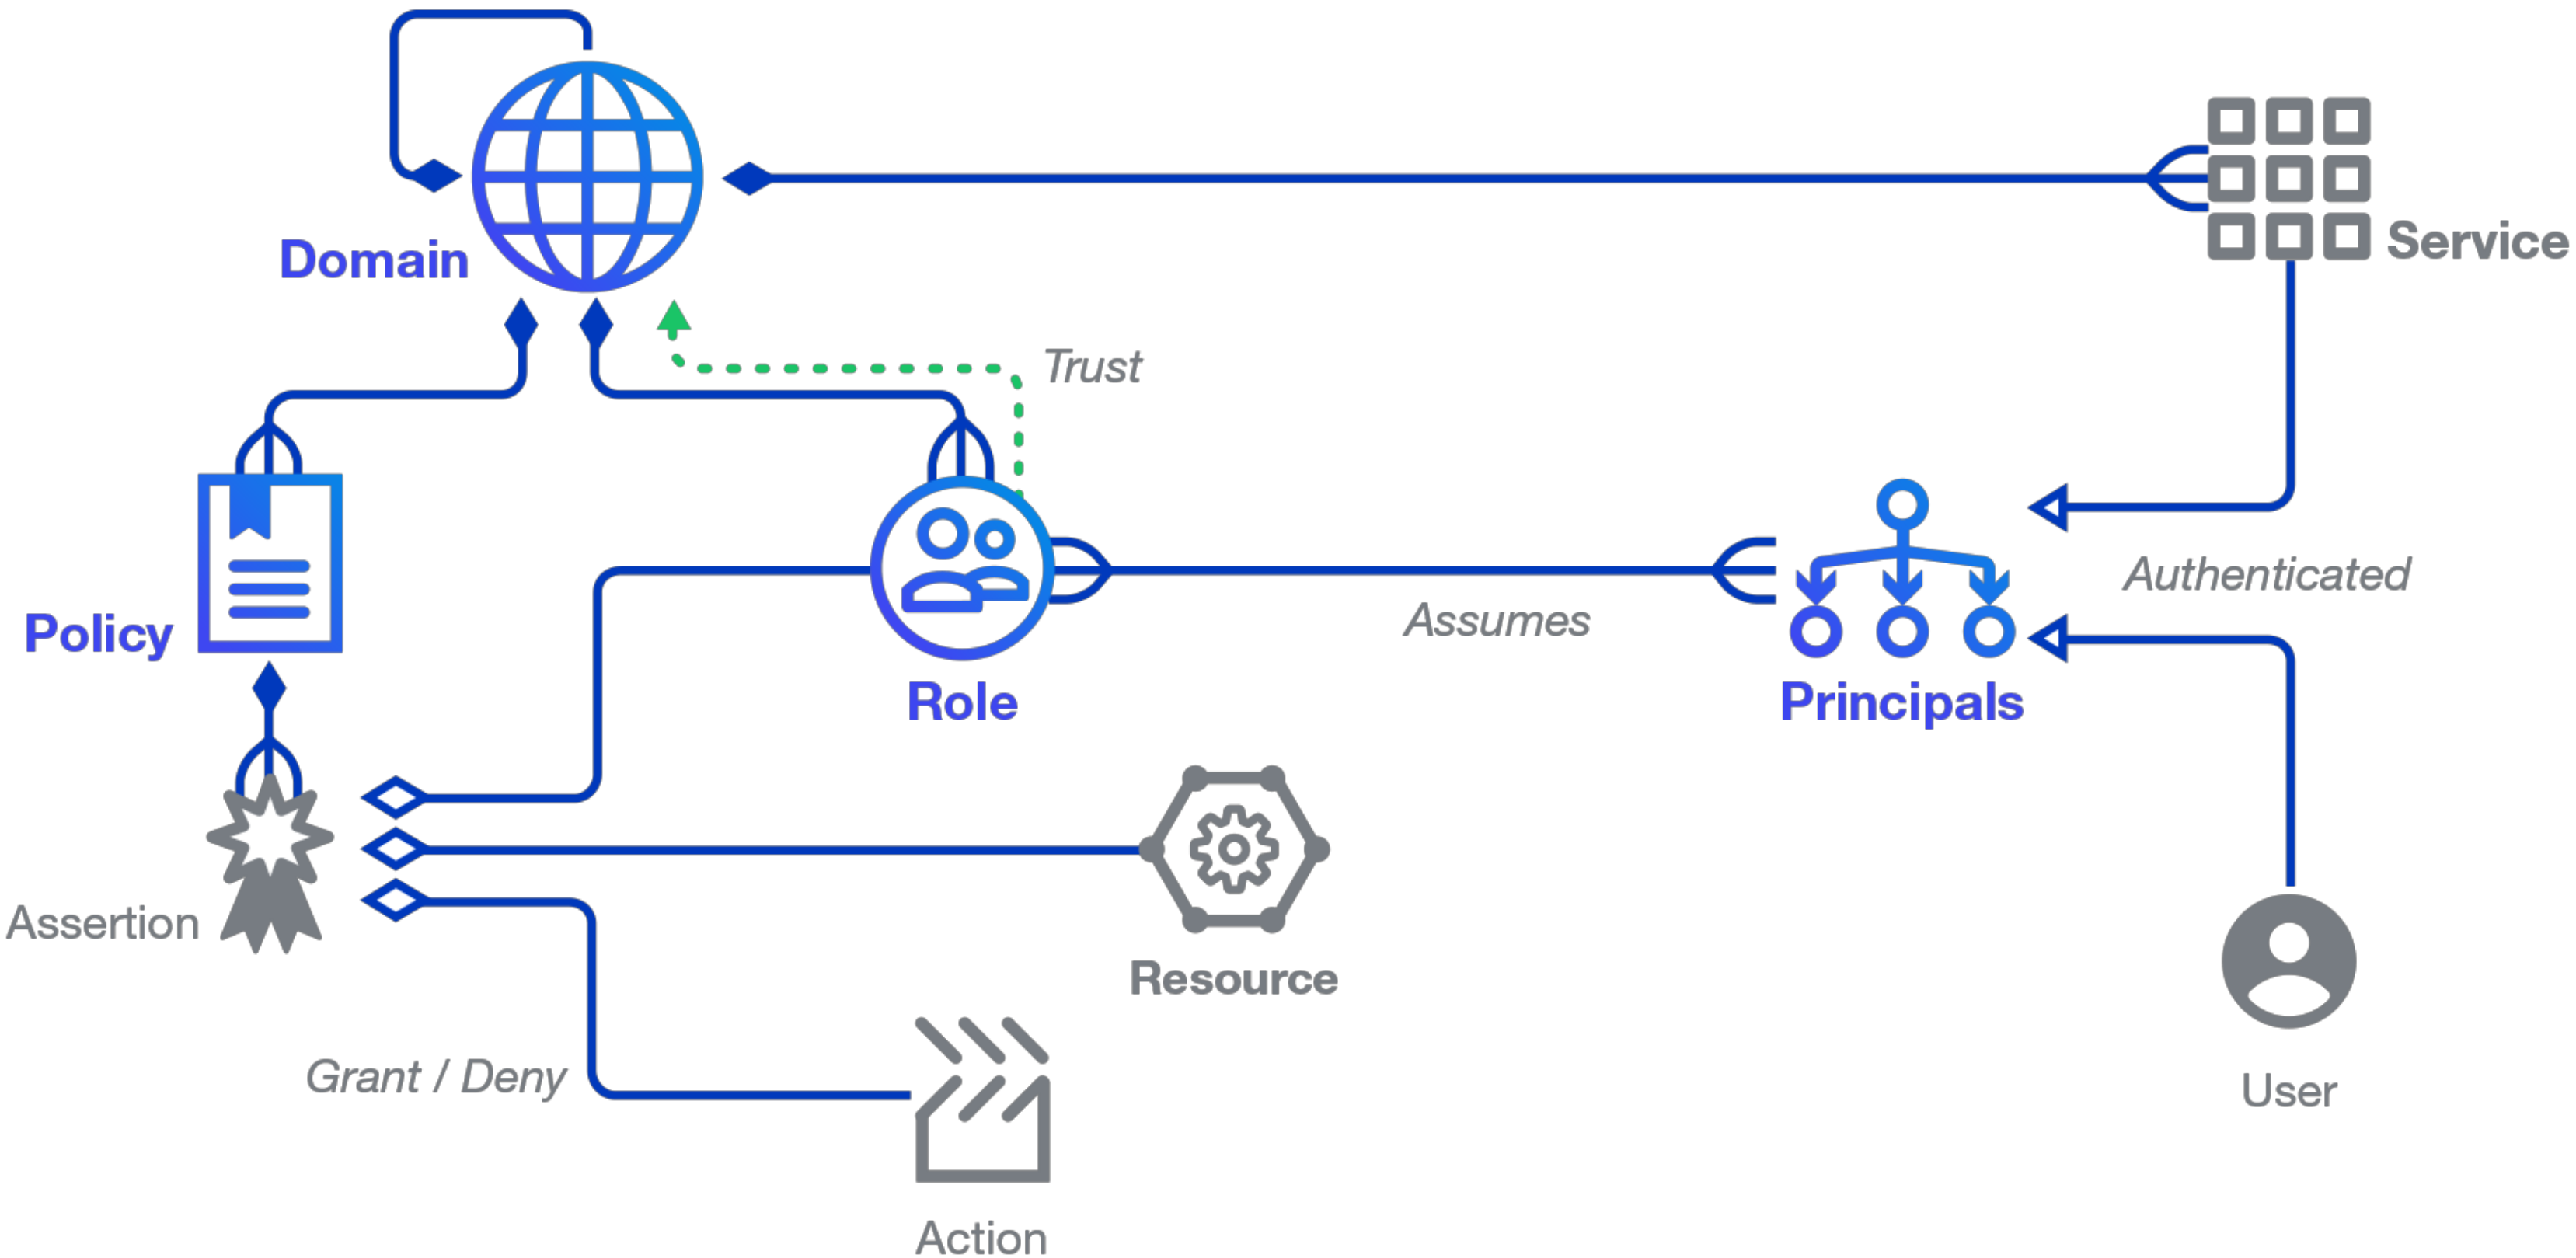 Domain
Service
Trust
Authenticated
Assumes
Policy
Role
Principals
Assertion
Resource
Grant / Deny
User
Action